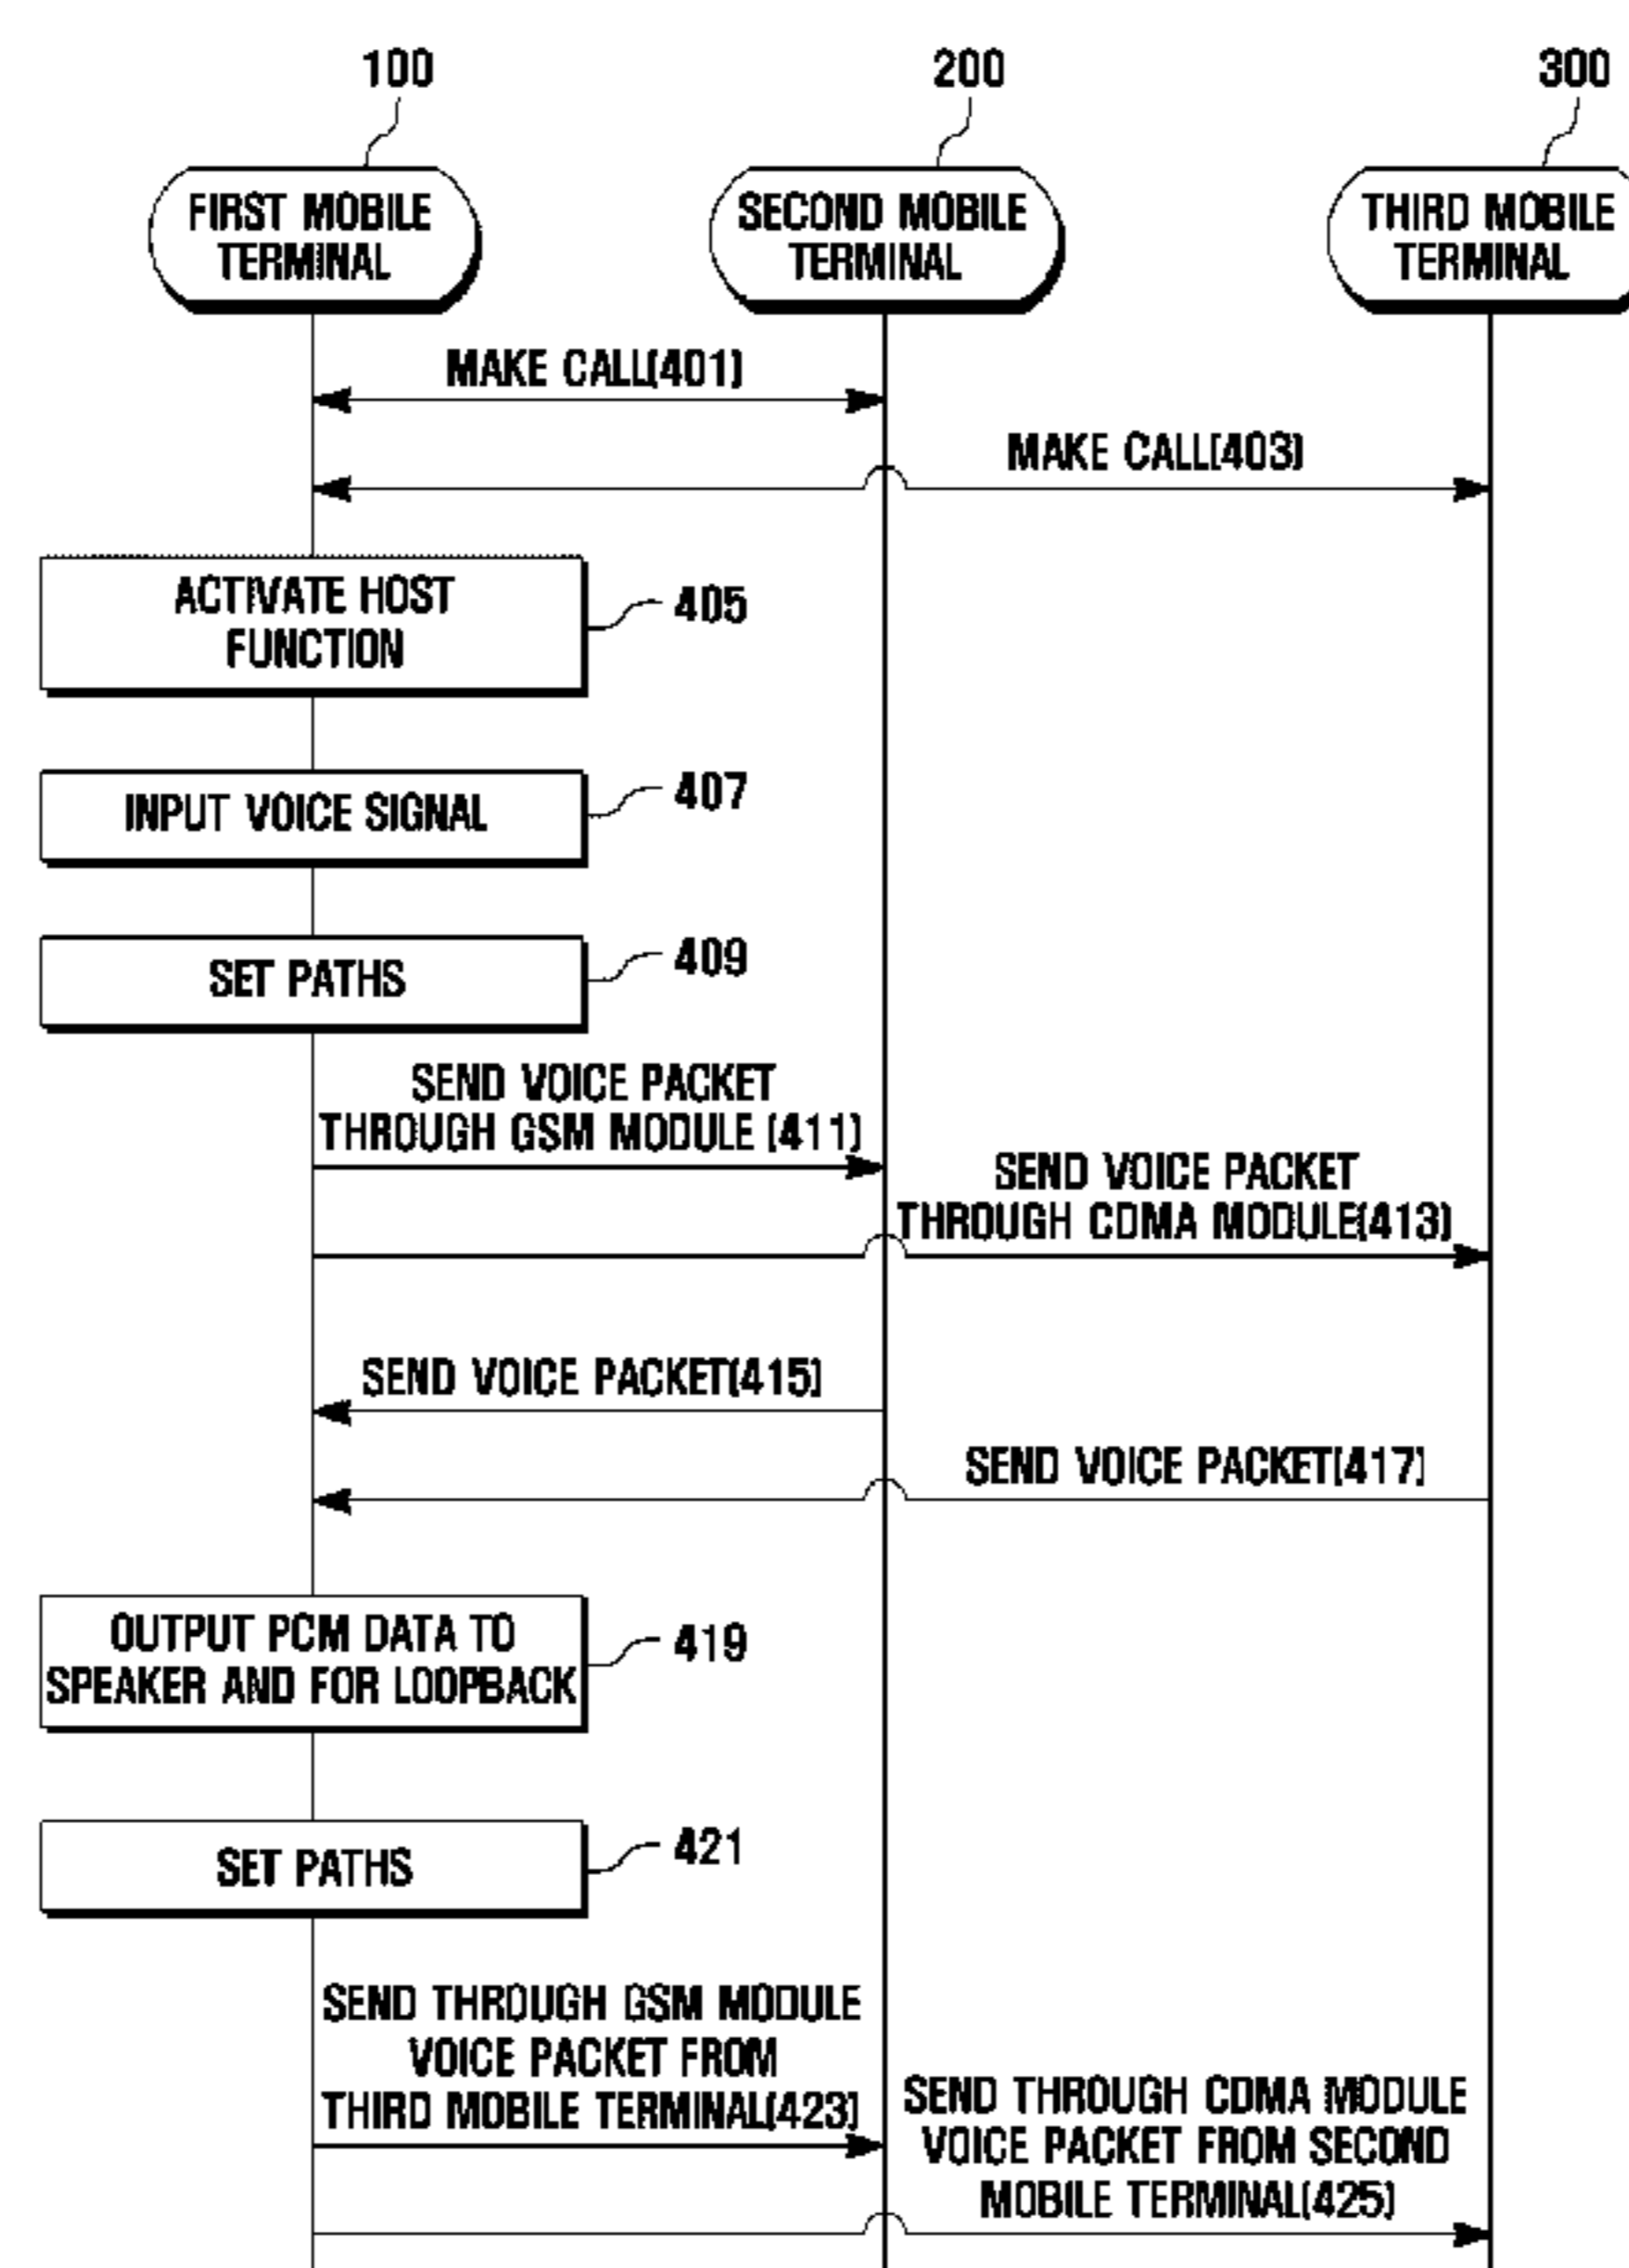 100
200
300
FIRST MOBILE
TERMINAL
SECOND MOBILE
TERMINAL
THIRD MOBILE
TERMINAL
MAKE CALL(401)
MAKE CALL(403)
ACTIVATE HOST
FUNCTION
405
INPUT VOICE SIGNAL
407
SET PATHS
409
SEND VOICE PACKET
THROUGH GSM MODULE (411)
SEND VOICE PACKET
THROUGH CDMA MODULE(413)
SEND VOICE PACKET(415)
SEND VOICE PACKET(417)
OUTPUT PCM DATA TO
SPEAKER AND FOR LOOPBACK
419
SET PATHS
421
SEND THROUGH GSM MODULE
VOICE PACKET FROM
THIRD MOBILE TERMINAL(423)
SEND THROUGH CDMA MODULE
VOICE PACKET FROM SECOND
MOBILE TERMINAL(425)